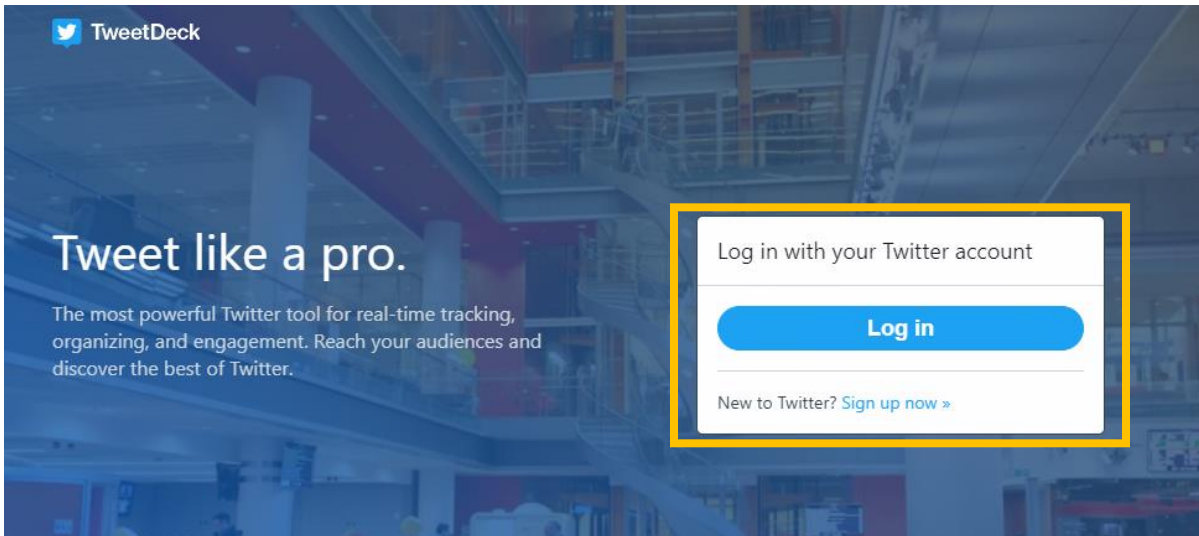 TweetDeck
Tweet like a pro.
The most powerful Twitter tool for real-time tracking,
organizing, and engagement. Reach your audiences and
discover the best of Twitter.
Log in with your Twitter account
Log in
New to Twitter? Sign up now »